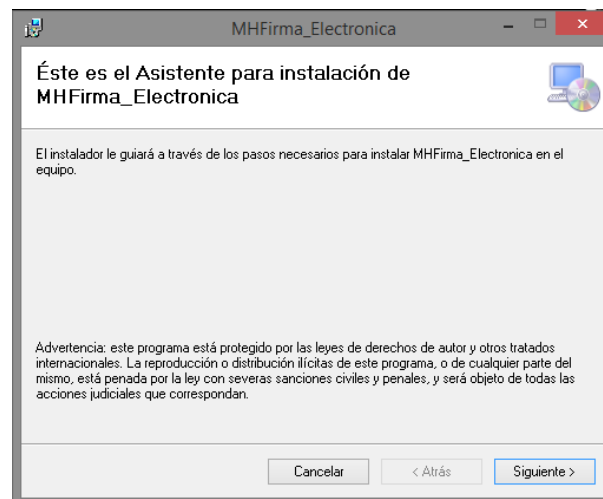 MHFirma_Electronica
Éste es el Asistente para instalación de
MHFirma_Electronica
El instalador le guiará a través de los pasos necesarios para instalar MHFirma_Electronica en el
equipo.
Advertencia: este programa está protegido por las leyes de derechos de autor y otros tratados
internacionales. La reproducción o distribución ilícitas de este programa, o de cualquier parte del
mismo, está penada por la ley con severas sanciones civiles y penales, y será objeto de todas las
acciones judiciales que correspondan.
Cancelar < Atrás Siguiente >